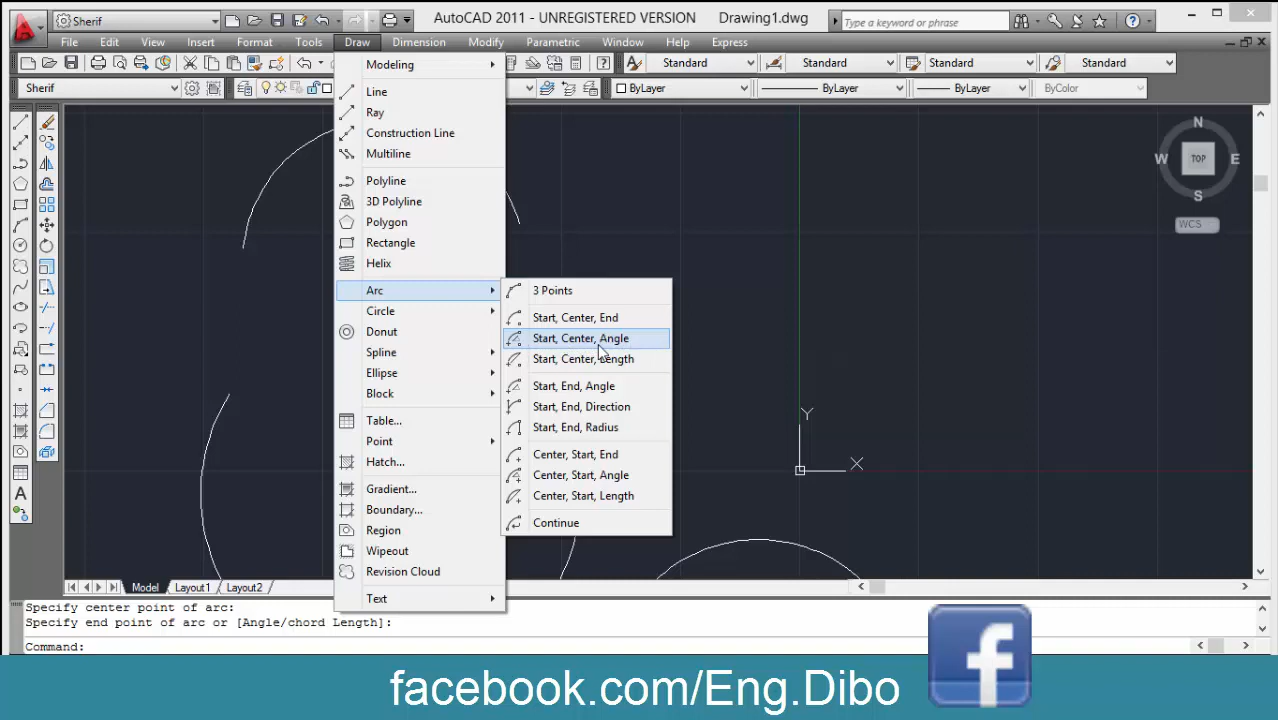 Sherif
AutoCAD 2011 - UNREGISTERED VERSION Drawing1.dwg
Type a keyword or phrase
File Edit View Insert Format Tools Draw Dimension Modify Parametric Window Help Express
Standard Standard Standard Standard
Sherif
ByLayer ByLayer ByLayer ByColor
Modeling
Line
Ray
Construction Line
Multiline
Polyline
3D Polyline
Polygon
Rectangle
Helix
Arc
Circle
Donut
Spline
Ellipse
Block
Table...
Point
Hatch...
Gradient...
Boundary...
Region
Wipeout
Revision Cloud
Text
3 Points
Start, Center, End
Start, Center, Angle
Start, Center, Length
Start, End, Angle
Start, End, Direction
Start, End, Radius
Center, Start, End
Center, Start, Angle
Center, Start, Length
Continue
N
W TOP E
S
WCS
Y
X
Model Layout1 Layout2
Specify center point of arc:
Specify end point of arc or [Angle/chord Length]:
Command:
f
facebook.com/Eng.Dibo